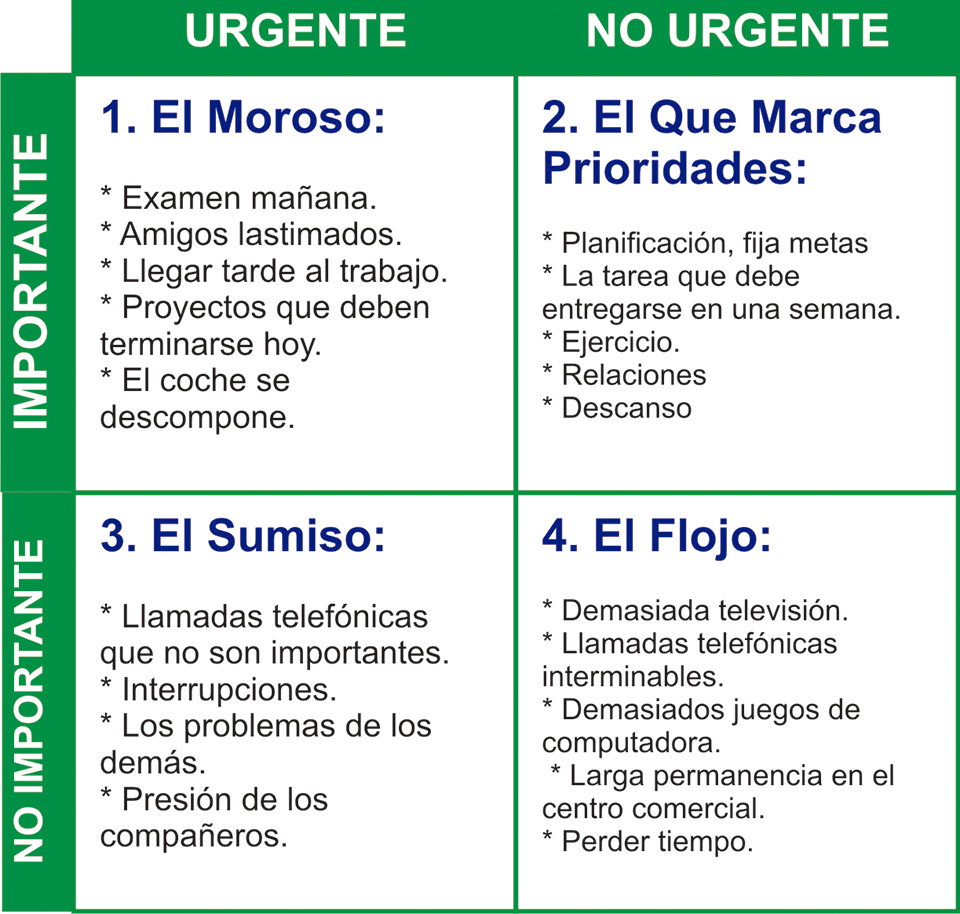 URGENTE
NO URGENTE
IMPORTANTE
1. El Moroso:
* Examen mañana.
* Amigos lastimados.
* Llegar tarde al trabajo.
* Proyectos que deben
terminarse hoy.
* El coche se
descompone.
2. El Que Marca
Prioridades:
* Planificación, fija metas
* La tarea que debe
entregarse en una semana.
* Ejercicio.
* Relaciones
* Descanso
NO IMPORTANTE
3. El Sumiso:
* Llamadas telefónicas
que no son importantes.
* Interrupciones.
* Los problemas de los
demás.
* Presión de los
compañeros.
4. El Flojo:
* Demasiada televisión.
* Llamadas telefónicas
interminables.
* Demasiados juegos de
computadora.
* Larga permanencia en el
centro comercial.
* Perder tiempo.